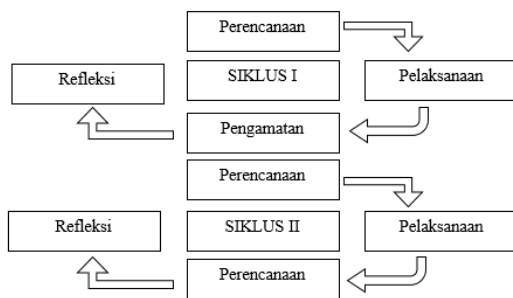 Perencanaan
Refleksi
SIKLUS I
Pelaksanaan
Pengamatan
Perencanaan
Refleksi
SIKLUS II
Pelaksanaan
Perencanaan